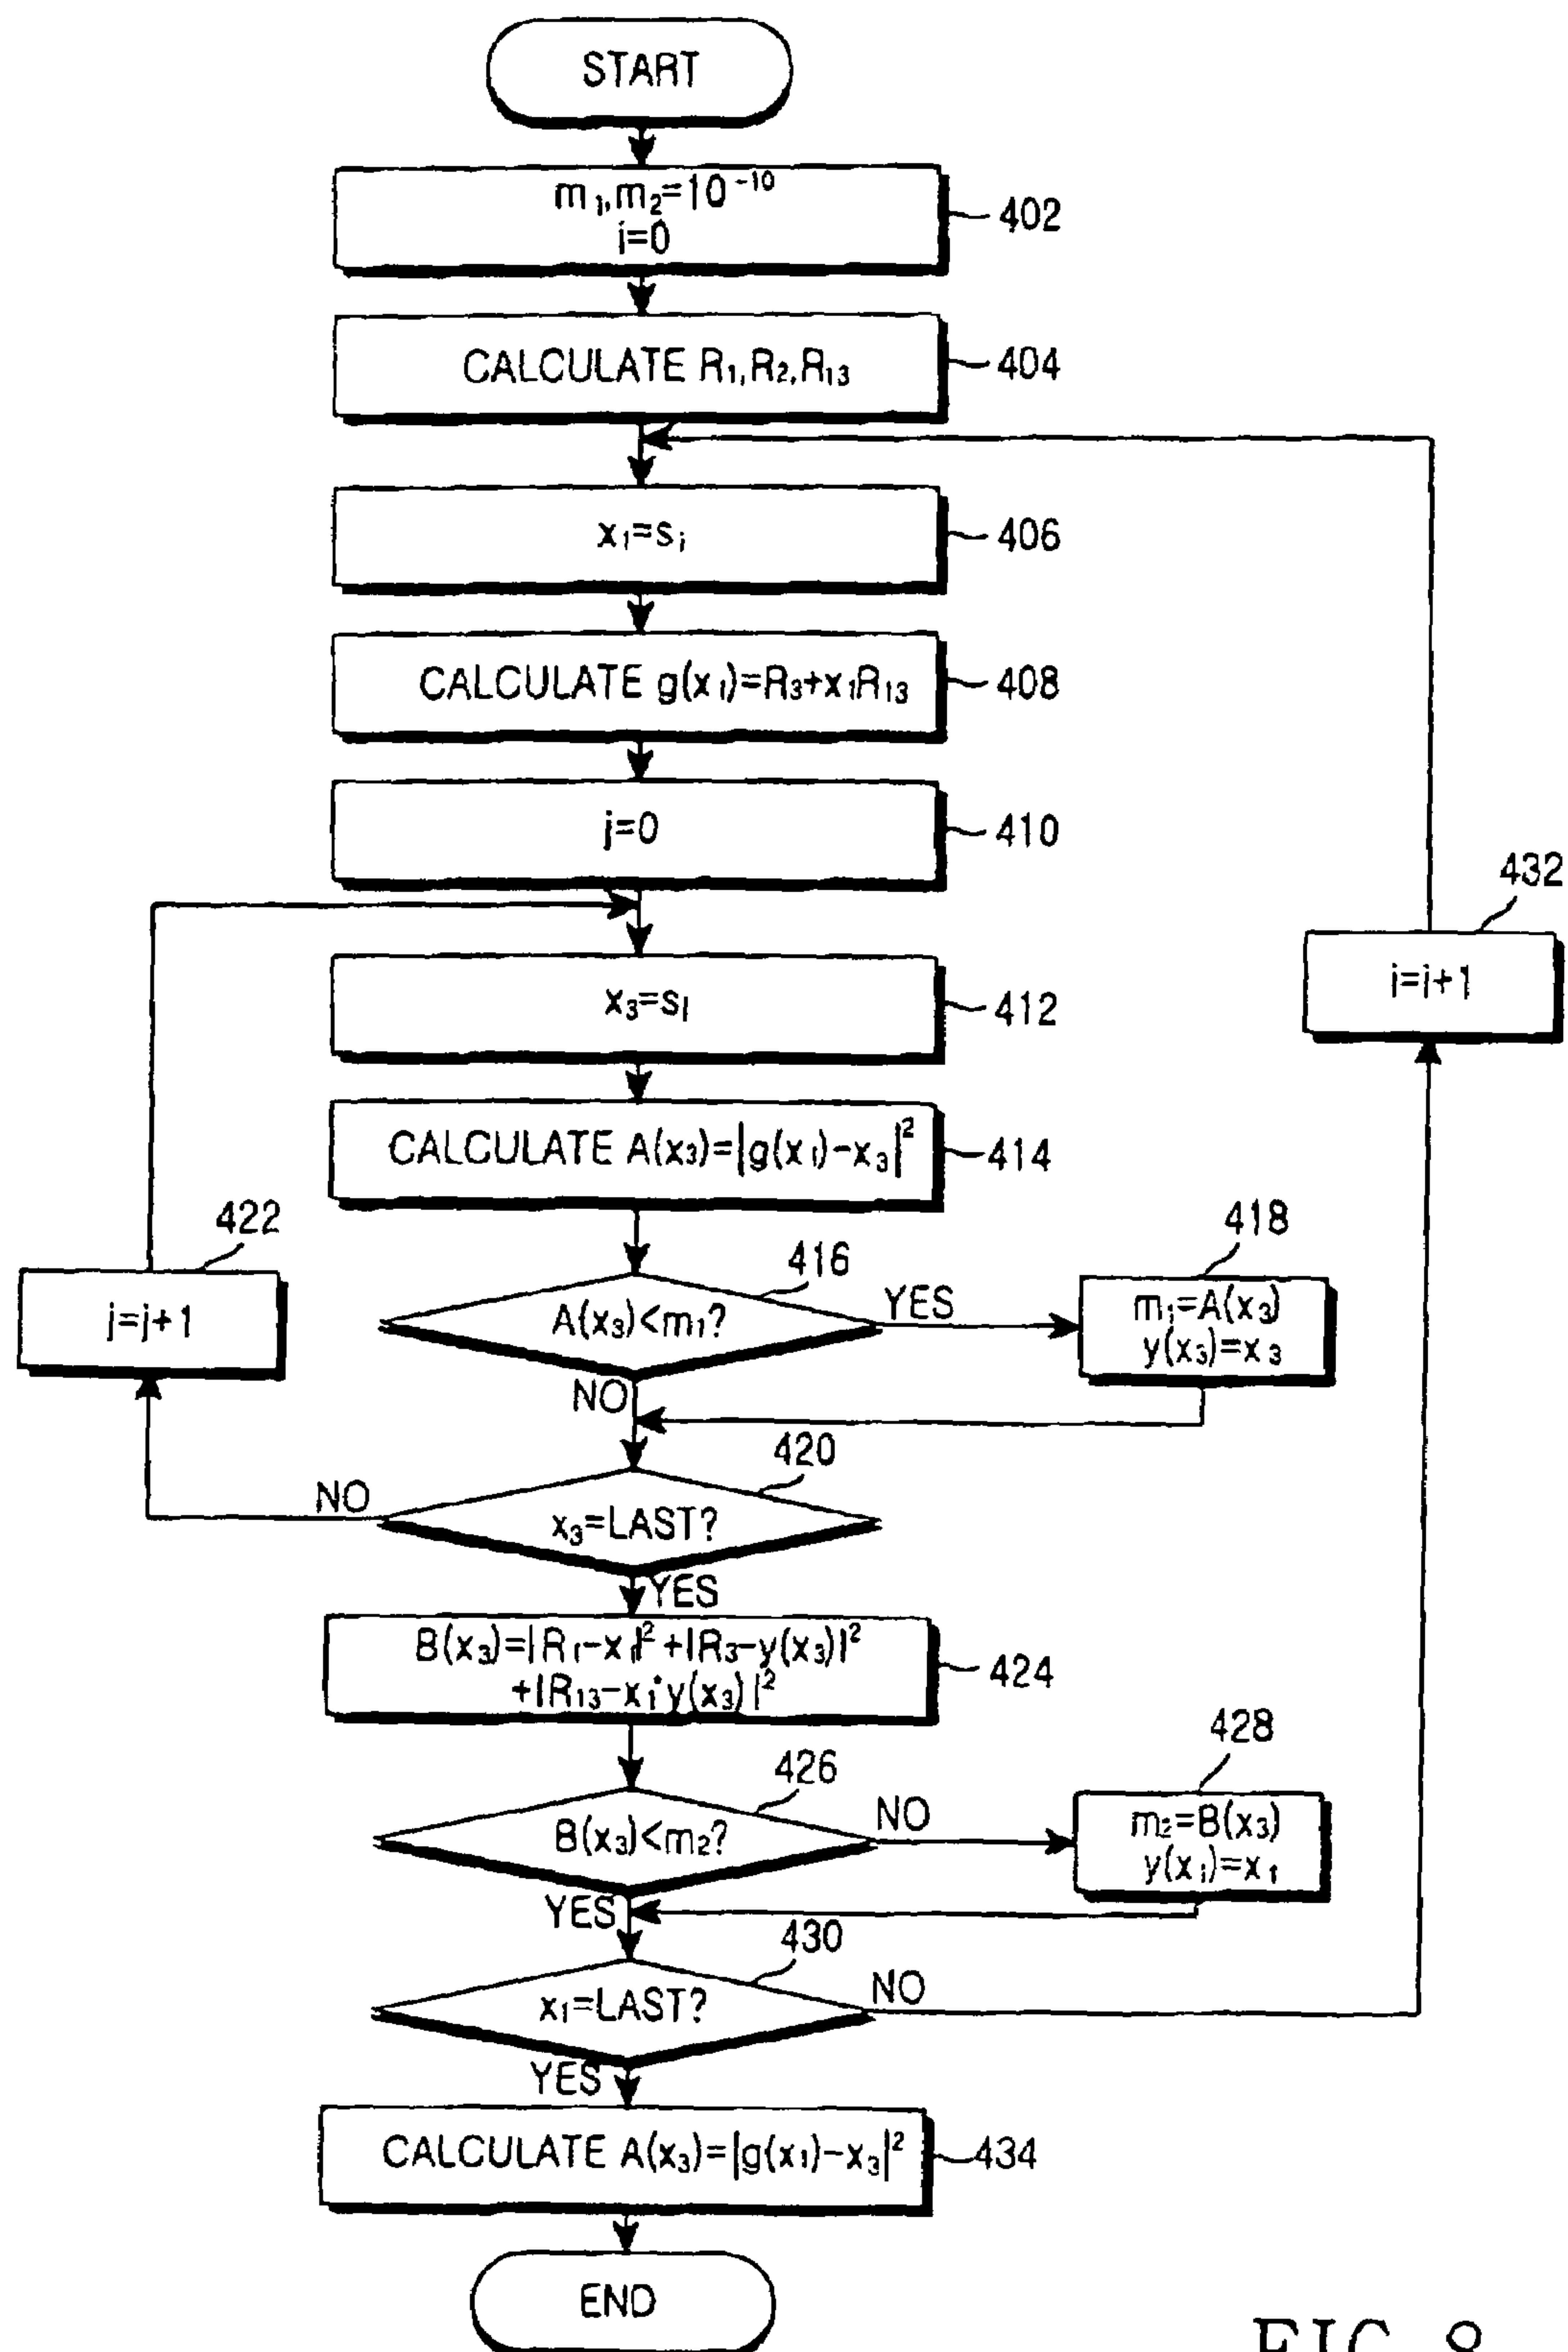 START
m₁,m₂=10⁻¹⁰
i=0
402
CALCULATE R₁,R₂,R₁₃
404
x₁=sᵢ
406
CALCULATE g(x₁)=R₃+x₁R₁₃
408
j=0
410
432
i=i+1
x₃=sⱼ
412
CALCULATE A(x₃)=|g(x₁)-x₃|²
414
422
j=j+1
416
A(x₃)<m₁?
YES
NO
418
m₁=A(x₃)
y(x₃)=x₃
420
x₃=LAST?
NO
YES
B(x₃)=|R₁-x₁|²+|R₃-y(x₃)|²
+|R₁₃-x₁*y(x₃)|²
424
426
B(x₃)<m₂?
NO
YES
428
m₂=B(x₃)
y(x₁)=x₁
430
x₁=LAST?
NO
YES
CALCULATE A(x₃)=|g(x₁)-x₃|²
434
END
FIG. 8